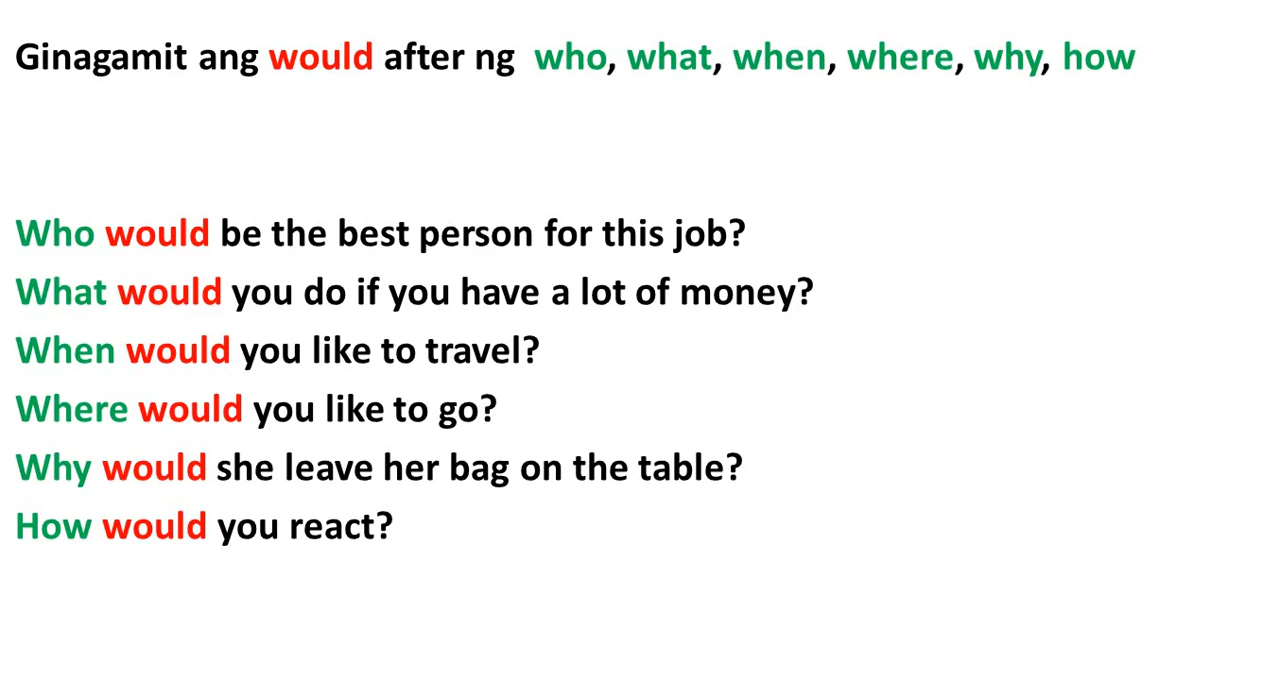 Ginagamit ang would after ng who, what, when, where, why, how
Who would be the best person for this job?
What would you do if you have a lot of money?
When would you like to travel?
Where would you like to go?
Why would she leave her bag on the table?
How would you react?